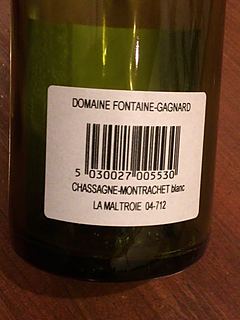 DOMAINE FONTAINE-GAGNARD
5 030027 005530
CHASSAGNE-MONTRACHET blanc
LA MALTROIE 04-712